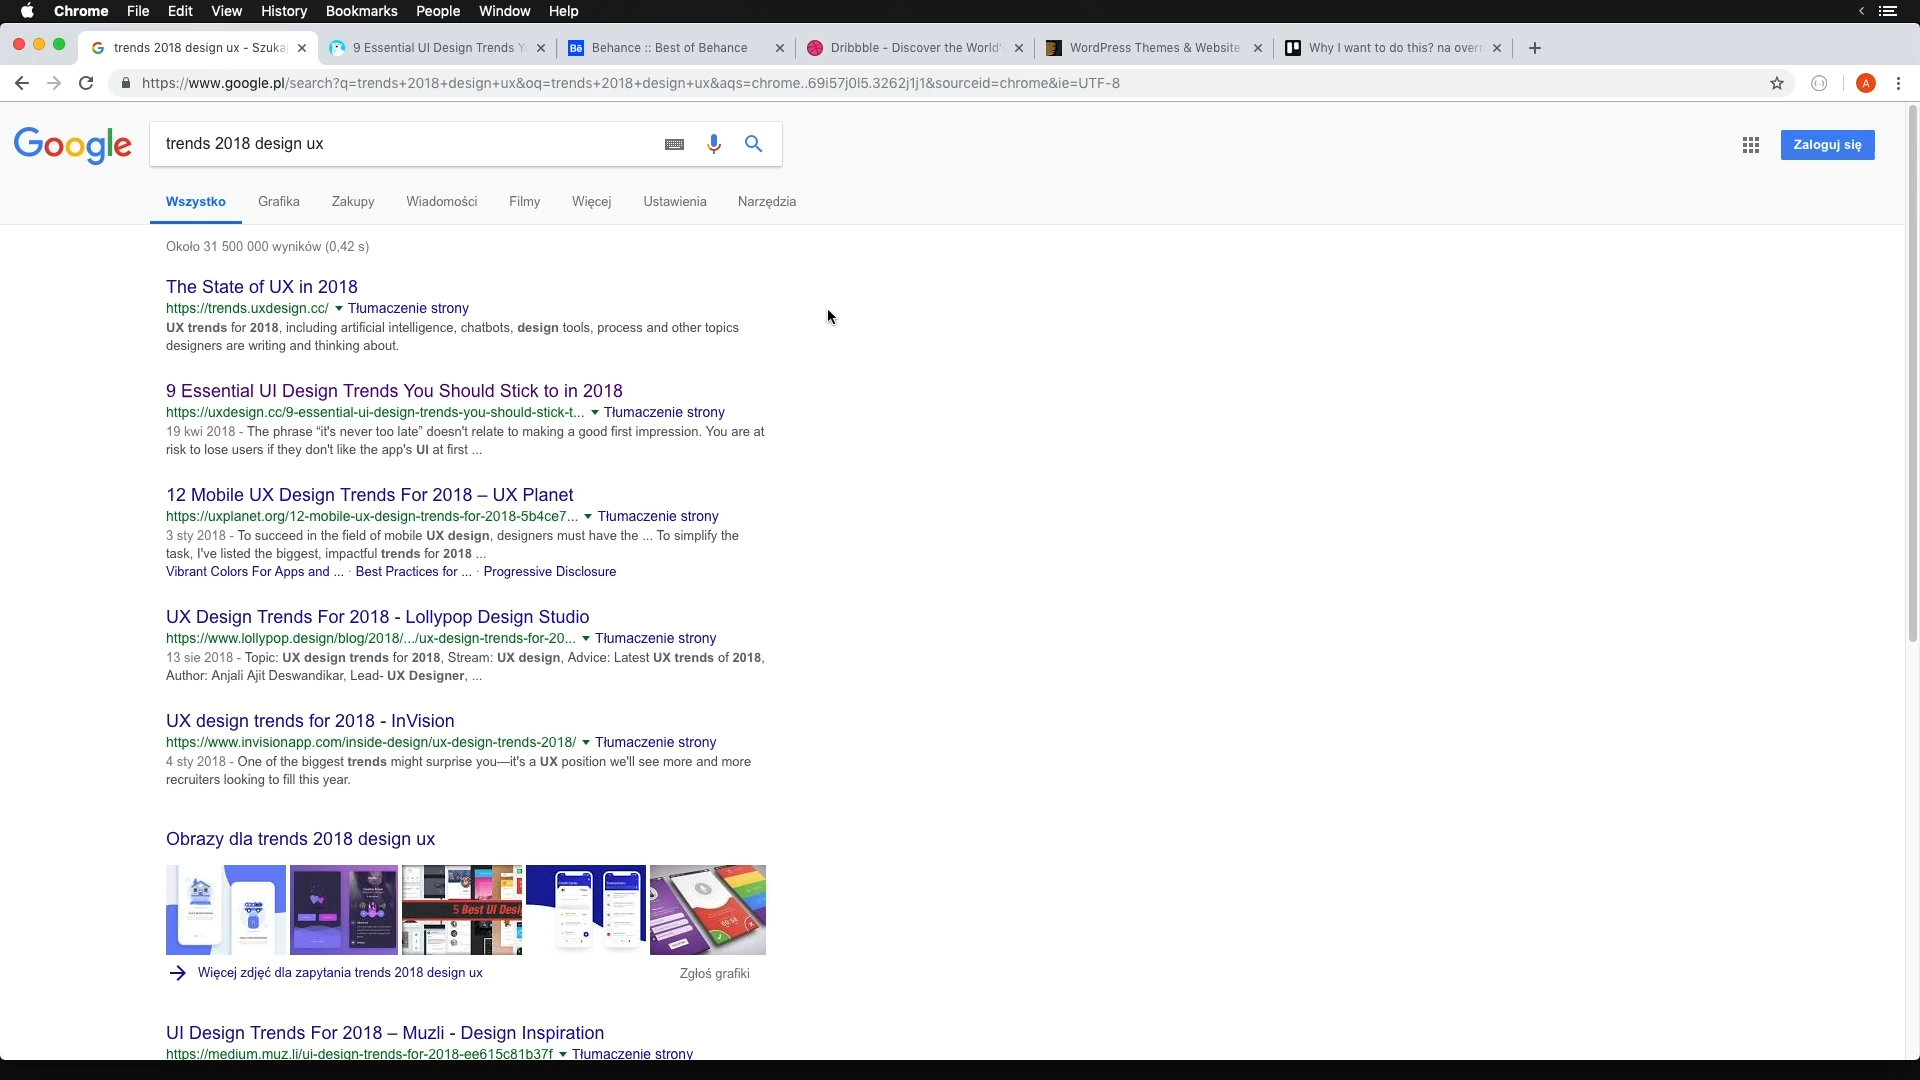 Chrome File Edit View History Bookmarks People Window Help
trends 2018 design ux - Szuka
9 Essential UI Design Trends Y
Behance :: Best of Behance
Dribbble - Discover the World's
WordPress Themes & Website
Why I want to do this? na over
https://www.google.pl/search?q=trends+2018+design+ux&oq=trends+2018+design+ux&aqs=chrome..69i57j0l5.3262j1j1&sourceid=chrome&ie=UTF-8
A
Google
trends 2018 design ux
Zaloguj się
Wszystko Grafika Zakupy Wiadomości Filmy Więcej Ustawienia Narzędzia
Około 31 500 000 wyników (0,42 s)
The State of UX in 2018
https://trends.uxdesign.cc/ Tłumaczenie strony
UX trends for 2018, including artificial intelligence, chatbots, design tools, process and other topics
designers are writing and thinking about.
9 Essential UI Design Trends You Should Stick to in 2018
https://uxdesign.cc/9-essential-ui-design-trends-you-should-stick-t... Tłumaczenie strony
19 kwi 2018 - The phrase “it's never too late” doesn't relate to making a good first impression. You are at
risk to lose users if they don't like the app's UI at first ...
12 Mobile UX Design Trends For 2018 – UX Planet
https://uxplanet.org/12-mobile-ux-design-trends-for-2018-5b4ce7... Tłumaczenie strony
3 sty 2018 - To succeed in the field of mobile UX design, designers must have the ... To simplify the
task, I've listed the biggest, impactful trends for 2018 ...
Vibrant Colors For Apps and ... · Best Practices for ... · Progressive Disclosure
UX Design Trends For 2018 - Lollypop Design Studio
https://www.lollypop.design/blog/2018/.../ux-design-trends-for-20... Tłumaczenie strony
13 sie 2018 - Topic: UX design trends for 2018, Stream: UX design, Advice: Latest UX trends of 2018,
Author: Anjali Ajit Deswandikar, Lead- UX Designer, ...
UX design trends for 2018 - InVision
https://www.invisionapp.com/inside-design/ux-design-trends-2018/ Tłumaczenie strony
4 sty 2018 - One of the biggest trends might surprise you—it's a UX position we'll see more and more
recruiters looking to fill this year.
Obrazy dla trends 2018 design ux
5 Best UI Desi
Więcej zdjęć dla zapytania trends 2018 design ux
Zgłoś grafiki
UI Design Trends For 2018 – Muzli - Design Inspiration
https://medium.muz.li/ui-design-trends-for-2018-ee615c81b37f Tłumaczenie strony